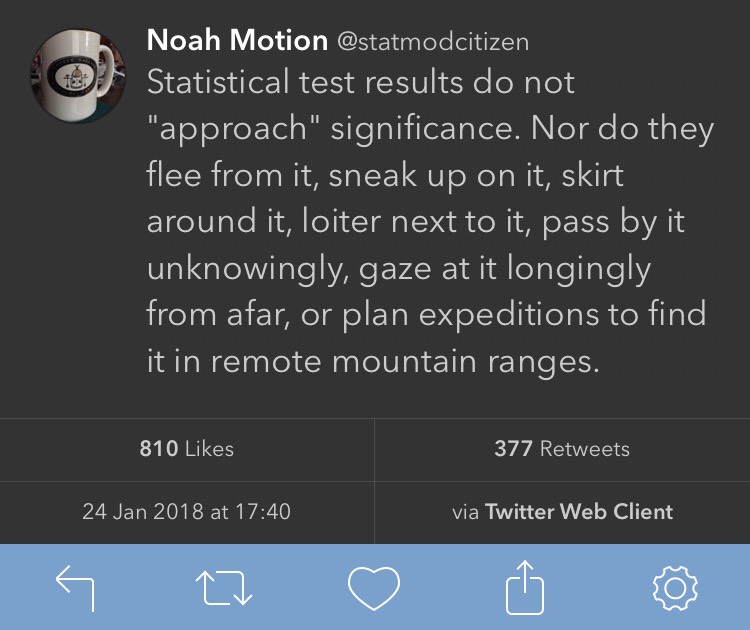 Noah Motion @statmodcitizen
Statistical test results do not
"approach" significance. Nor do they
flee from it, sneak up on it, skirt
around it, loiter next to it, pass by it
unknowingly, gaze at it longingly
from afar, or plan expeditions to find
it in remote mountain ranges.
810 Likes
377 Retweets
24 Jan 2018 at 17:40
via Twitter Web Client